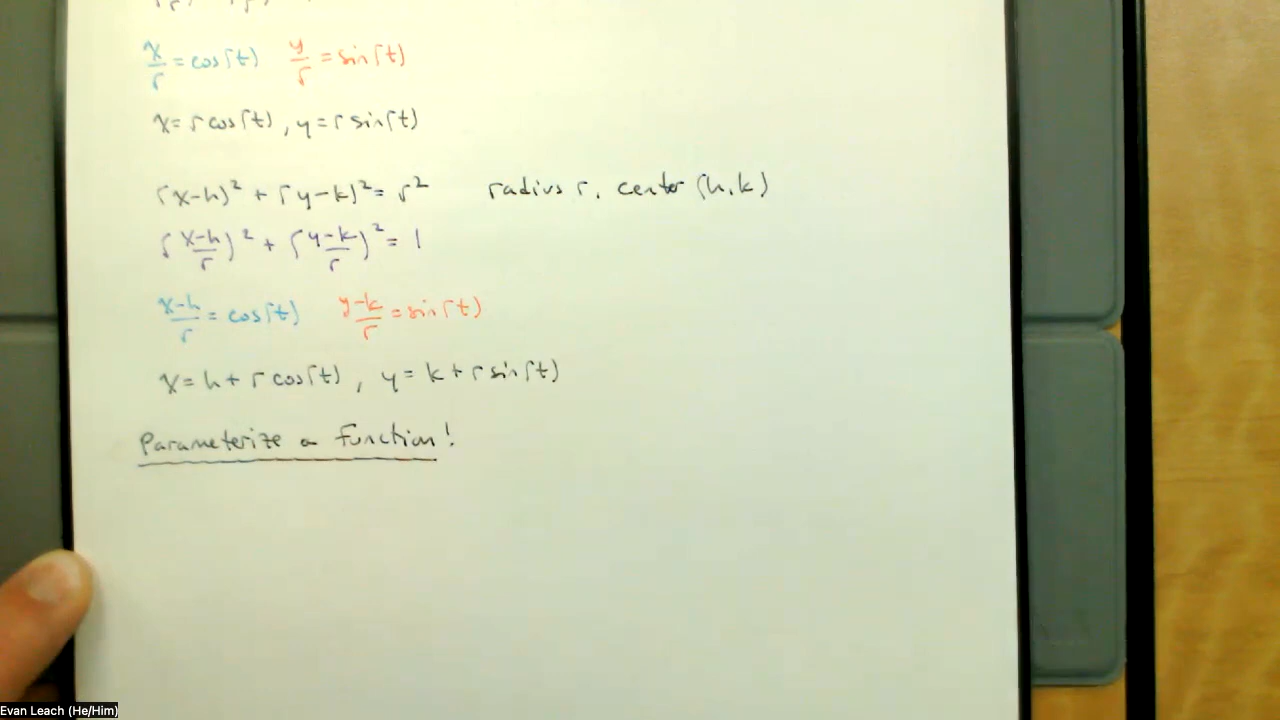 x/r = cos(t) y/r = sin(t)
x = r cos(t), y = r sin(t)
(x-h)² + (y-k)² = r² radius r, center (h,k)
((x-h)/r)² + ((y-k)/r)² = 1
(x-h)/r = cos(t) (y-k)/r = sin(t)
x = h + r cos(t), y = k + r sin(t)
Parameterize a function!
Evan Leach (He/Him)